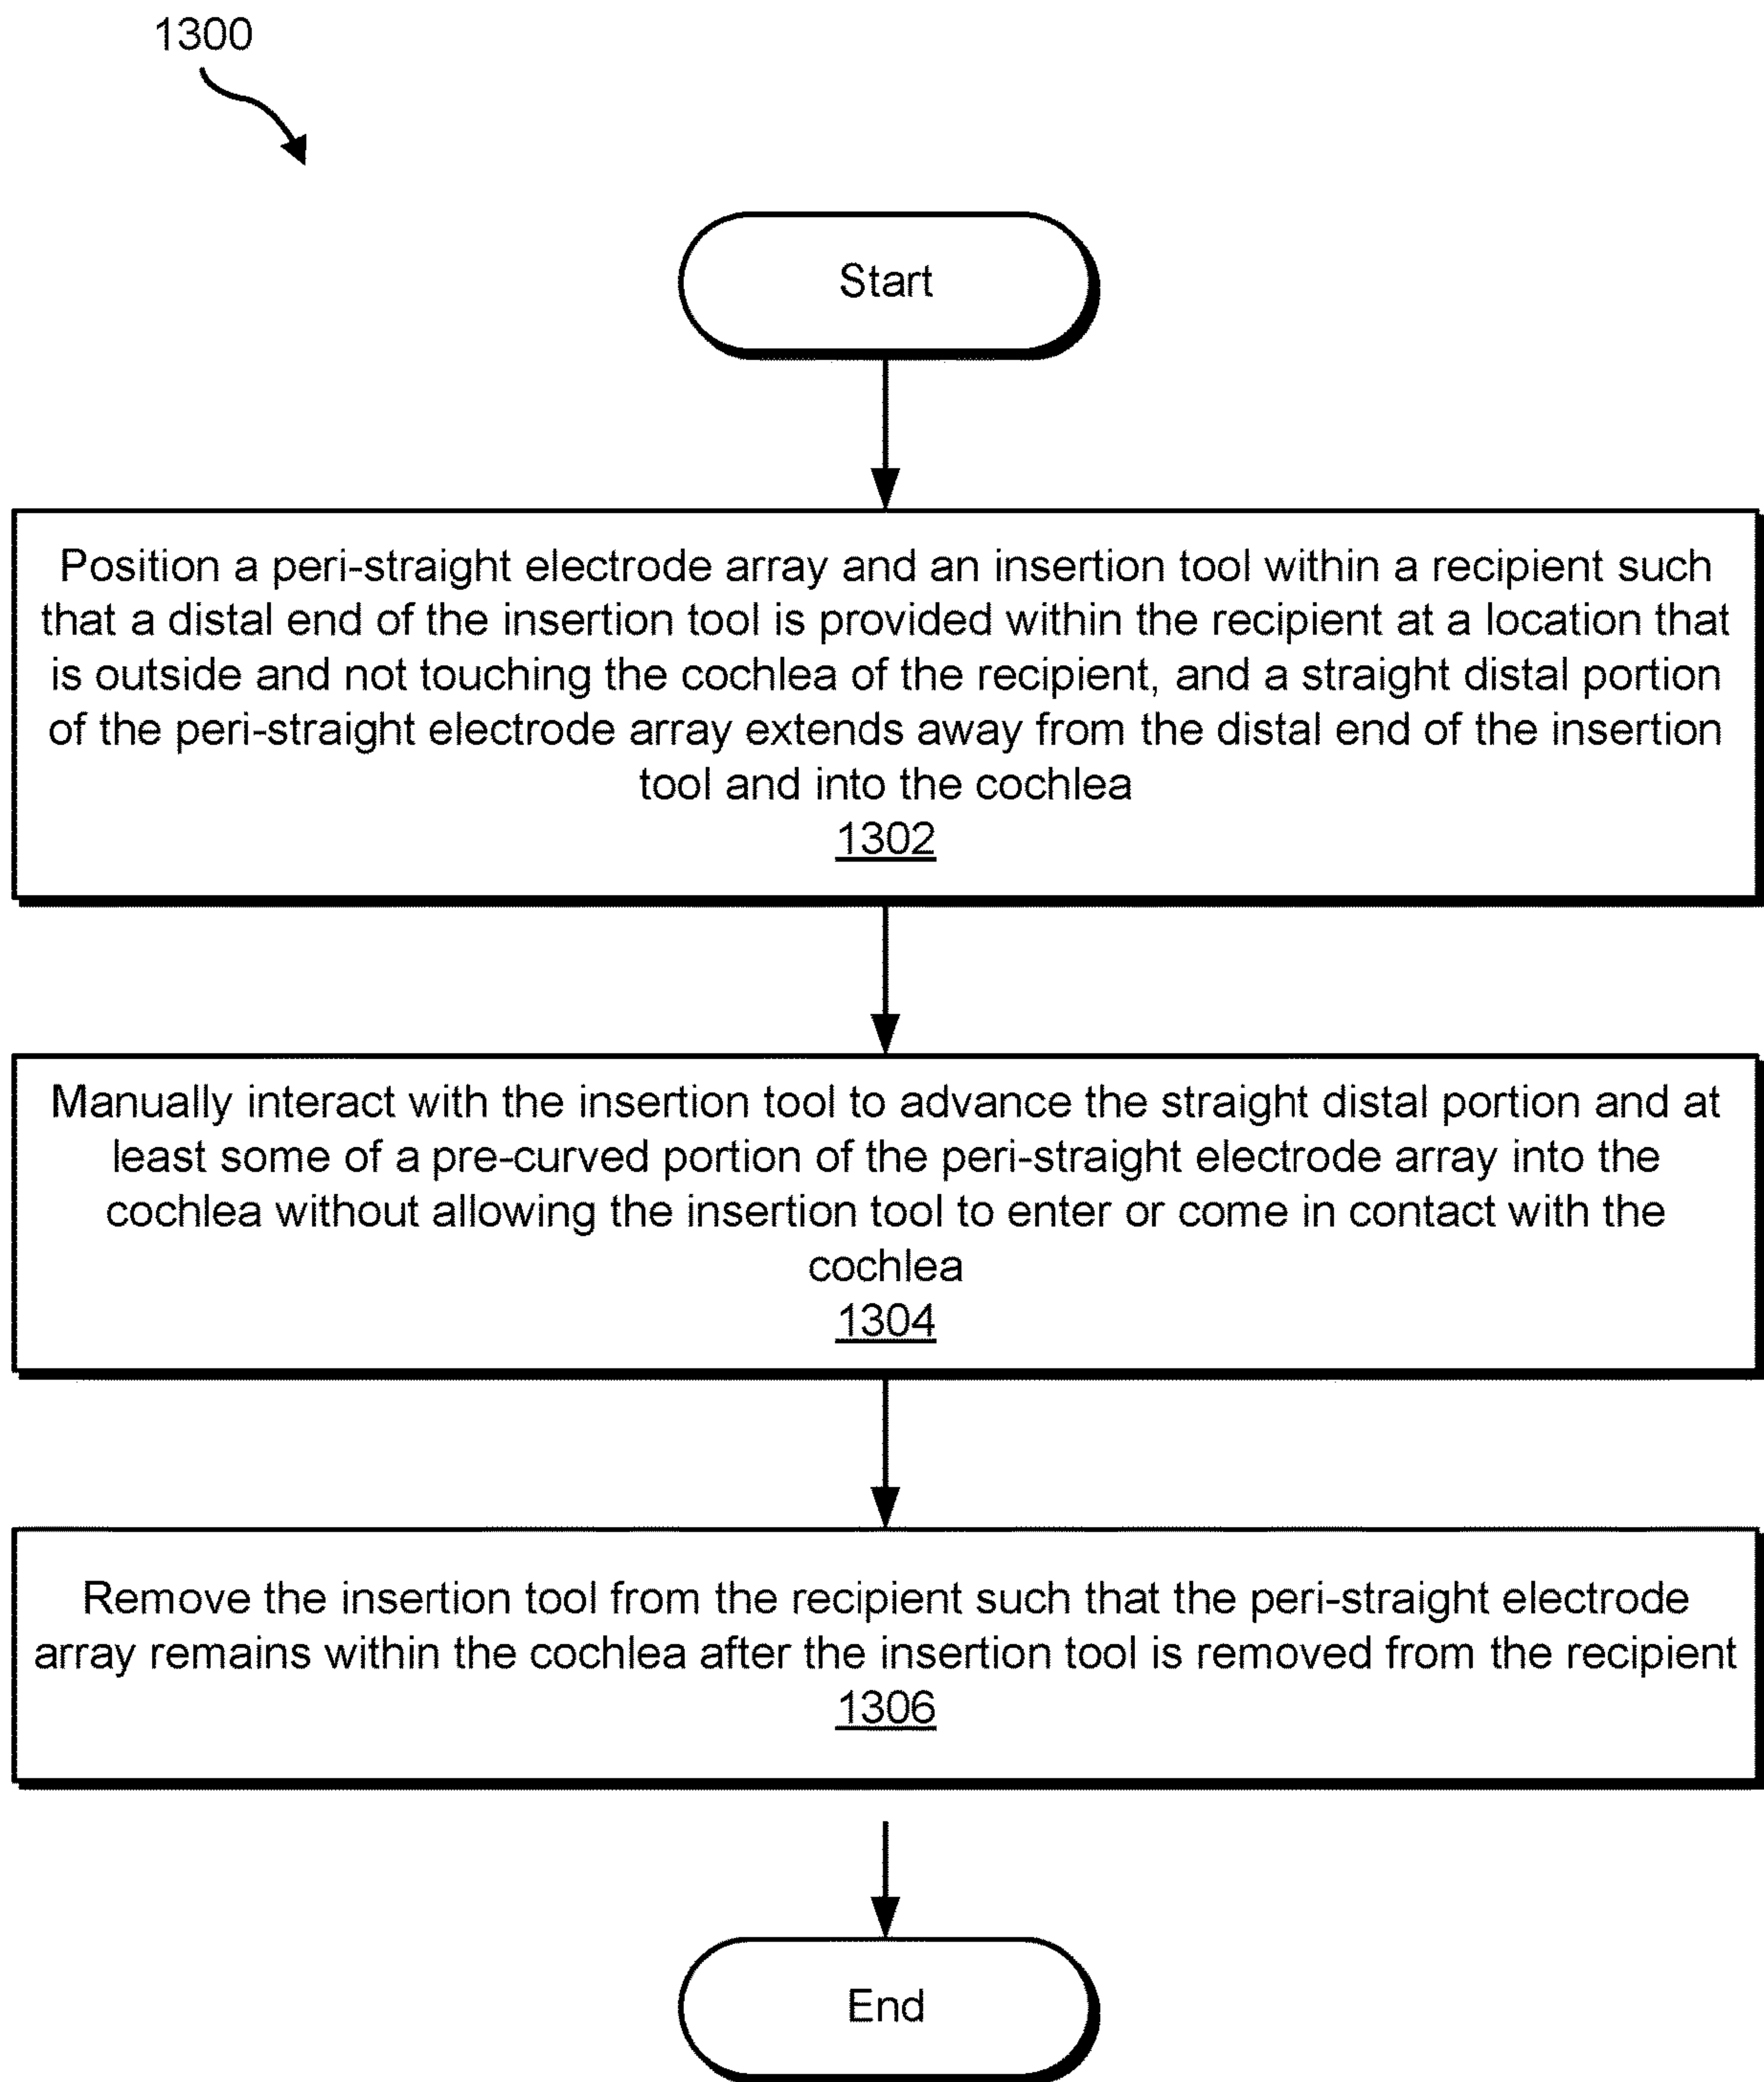 1300
Start
Position a peri-straight electrode array and an insertion tool within a recipient such
that a distal end of the insertion tool is provided within the recipient at a location that
is outside and not touching the cochlea of the recipient, and a straight distal portion
of the peri-straight electrode array extends away from the distal end of the insertion
tool and into the cochlea
1302
Manually interact with the insertion tool to advance the straight distal portion and at
least some of a pre-curved portion of the peri-straight electrode array into the
cochlea without allowing the insertion tool to enter or come in contact with the
cochlea
1304
Remove the insertion tool from the recipient such that the peri-straight electrode
array remains within the cochlea after the insertion tool is removed from the recipient
1306
End